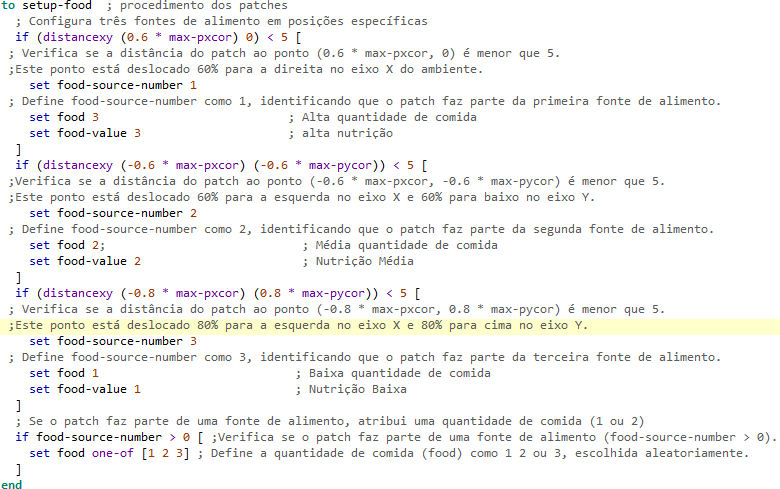 to setup-food  ; procedimento dos patches
  ; Configura três fontes de alimento em posições específicas
  if (distancexy (0.6 * max-pxcor) 0) < 5 [
 ; Verifica se a distância do patch ao ponto (0.6 * max-pxcor, 0) é menor que 5.
 ;Este ponto está deslocado 60% para a direita no eixo X do ambiente.
    set food-source-number 1
 ; Define food-source-number como 1, identificando que o patch faz parte da primeira fonte de alimento.
    set food 3                           ; Alta quantidade de comida
    set food-value 3                     ; alta nutrição
  ]
  if (distancexy (-0.6 * max-pxcor) (-0.6 * max-pycor)) < 5 [
 ;Verifica se a distância do patch ao ponto (-0.6 * max-pxcor, -0.6 * max-pycor) é menor que 5.
 ;Este ponto está deslocado 60% para a esquerda no eixo X e 60% para baixo no eixo Y.
    set food-source-number 2
 ; Define food-source-number como 2, identificando que o patch faz parte da segunda fonte de alimento.
    set food 2;                            ; Média quantidade de comida
    set food-value 2                       ; Nutrição Média
  ]
  if (distancexy (-0.8 * max-pxcor) (0.8 * max-pycor)) < 5 [
 ; Verifica se a distância do patch ao ponto (-0.8 * max-pxcor, 0.8 * max-pycor) é menor que 5.
 ;Este ponto está deslocado 80% para a esquerda no eixo X e 80% para cima no eixo Y.
    set food-source-number 3
 ; Define food-source-number como 3, identificando que o patch faz parte da terceira fonte de alimento.
    set food 1                            ; Baixa quantidade de comida
    set food-value 1                      ; Nutrição Baixa
  ]
  ; Se o patch faz parte de uma fonte de alimento, atribui uma quantidade de comida (1 ou 2)
  if food-source-number > 0 [ ;Verifica se o patch faz parte de uma fonte de alimento (food-source-number > 0).
    set food one-of [1 2 3] ; Define a quantidade de comida (food) como 1 2 ou 3, escolhida aleatoriamente.
  ]
end